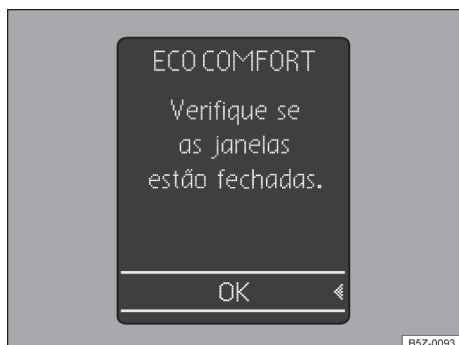 ECO COMFORT
Verifique se
as janelas
estão fechadas.
OK
B5Z-0093